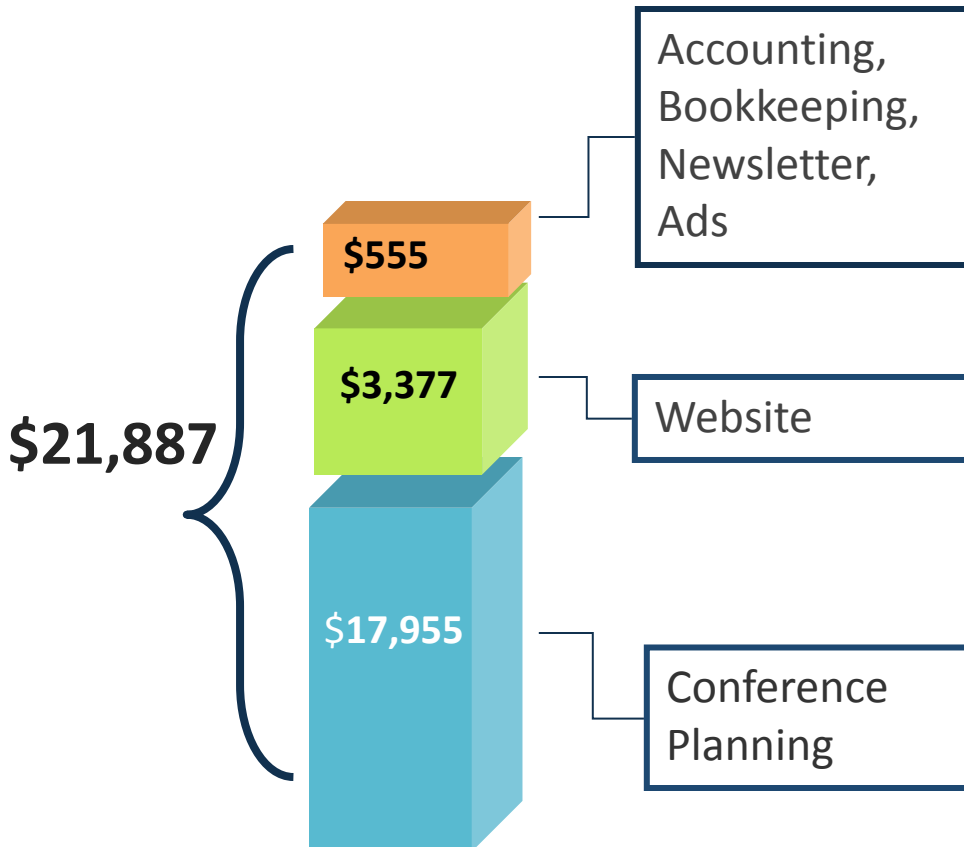 Accounting,
Bookkeeping,
Newsletter,
Ads
$555
$3,377
Website
$21,887
$17,955
Conference
Planning